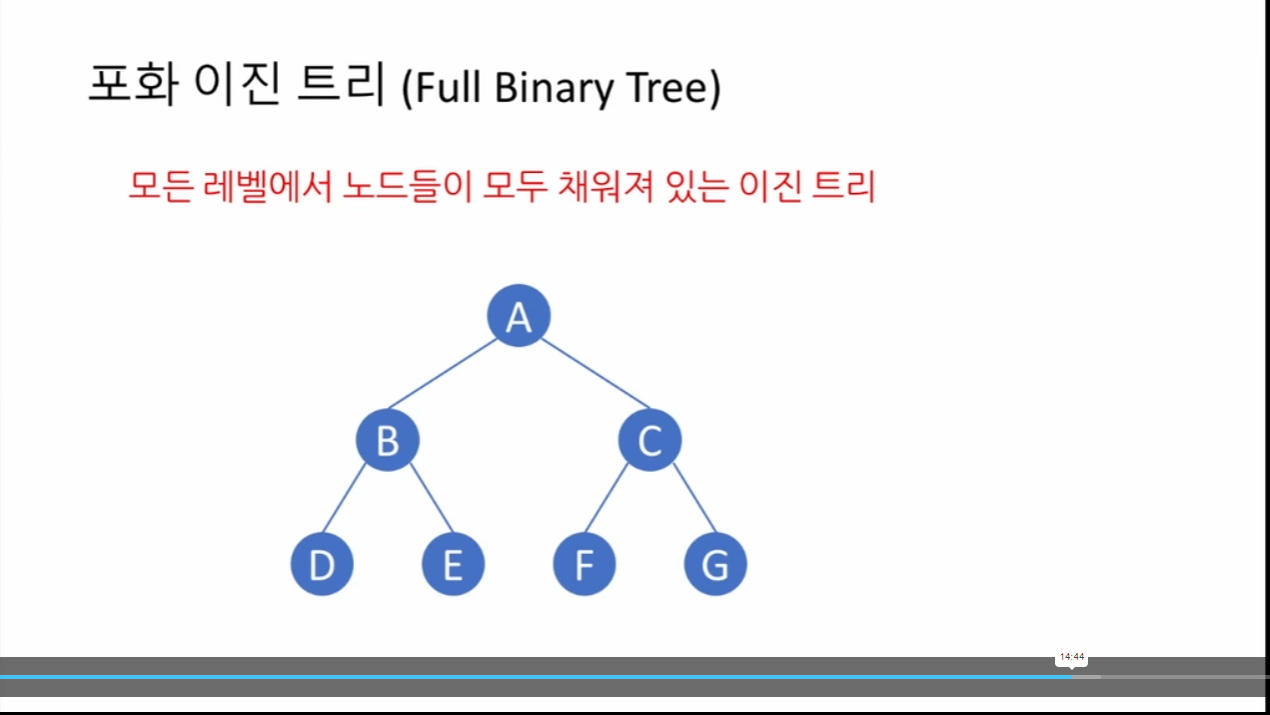 포화 이진 트리 (Full Binary Tree)
모든 레벨에서 노드들이 모두 채워져 있는 이진 트리
A
B C
D E F G
14:44